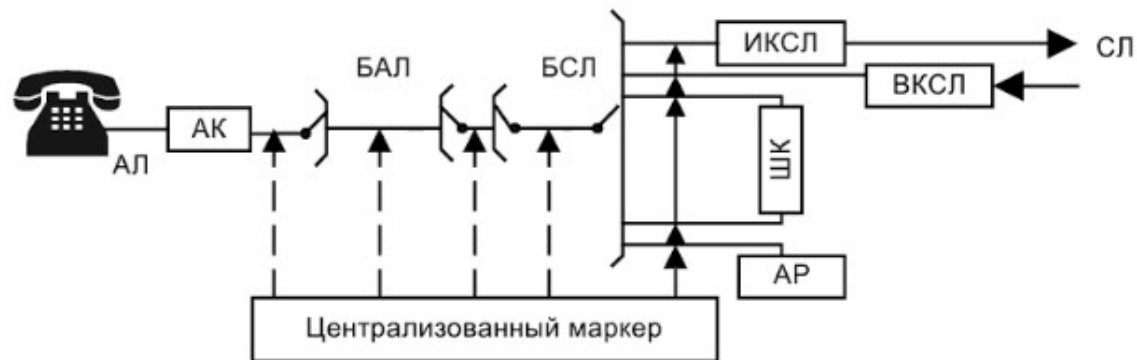 ИКСЛ
СЛ
БАЛ
БСЛ
ВКСЛ
АК
АЛ
ШК
АР
Централизованный маркер